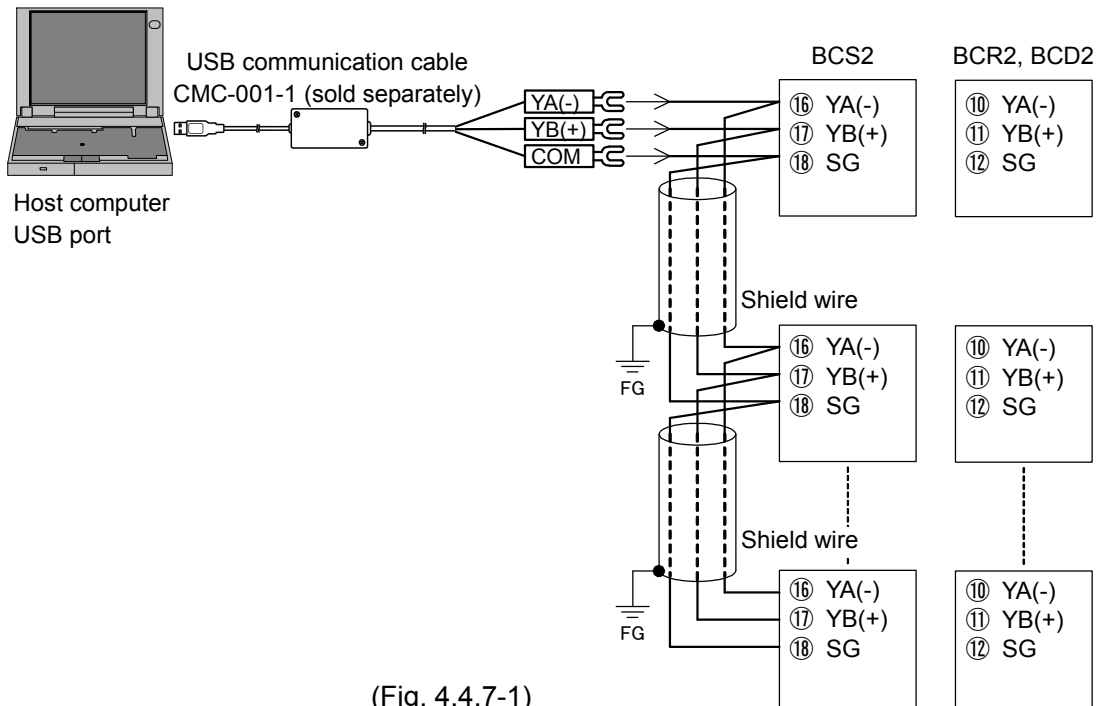 USB communication cable
CMC-001-1 (sold separately)
YA(-)
YB(+)
COM
Host computer
USB port
BCS2
BCR2, BCD2
⑯ YA(-)
⑰ YB(+)
⑱ SG
⑩ YA(-)
⑪ YB(+)
⑫ SG
Shield wire
FG
⑯ YA(-)
⑰ YB(+)
⑱ SG
⑩ YA(-)
⑪ YB(+)
⑫ SG
Shield wire
FG
⑯ YA(-)
⑰ YB(+)
⑱ SG
⑩ YA(-)
⑪ YB(+)
⑫ SG
(Fig. 4.4.7-1)